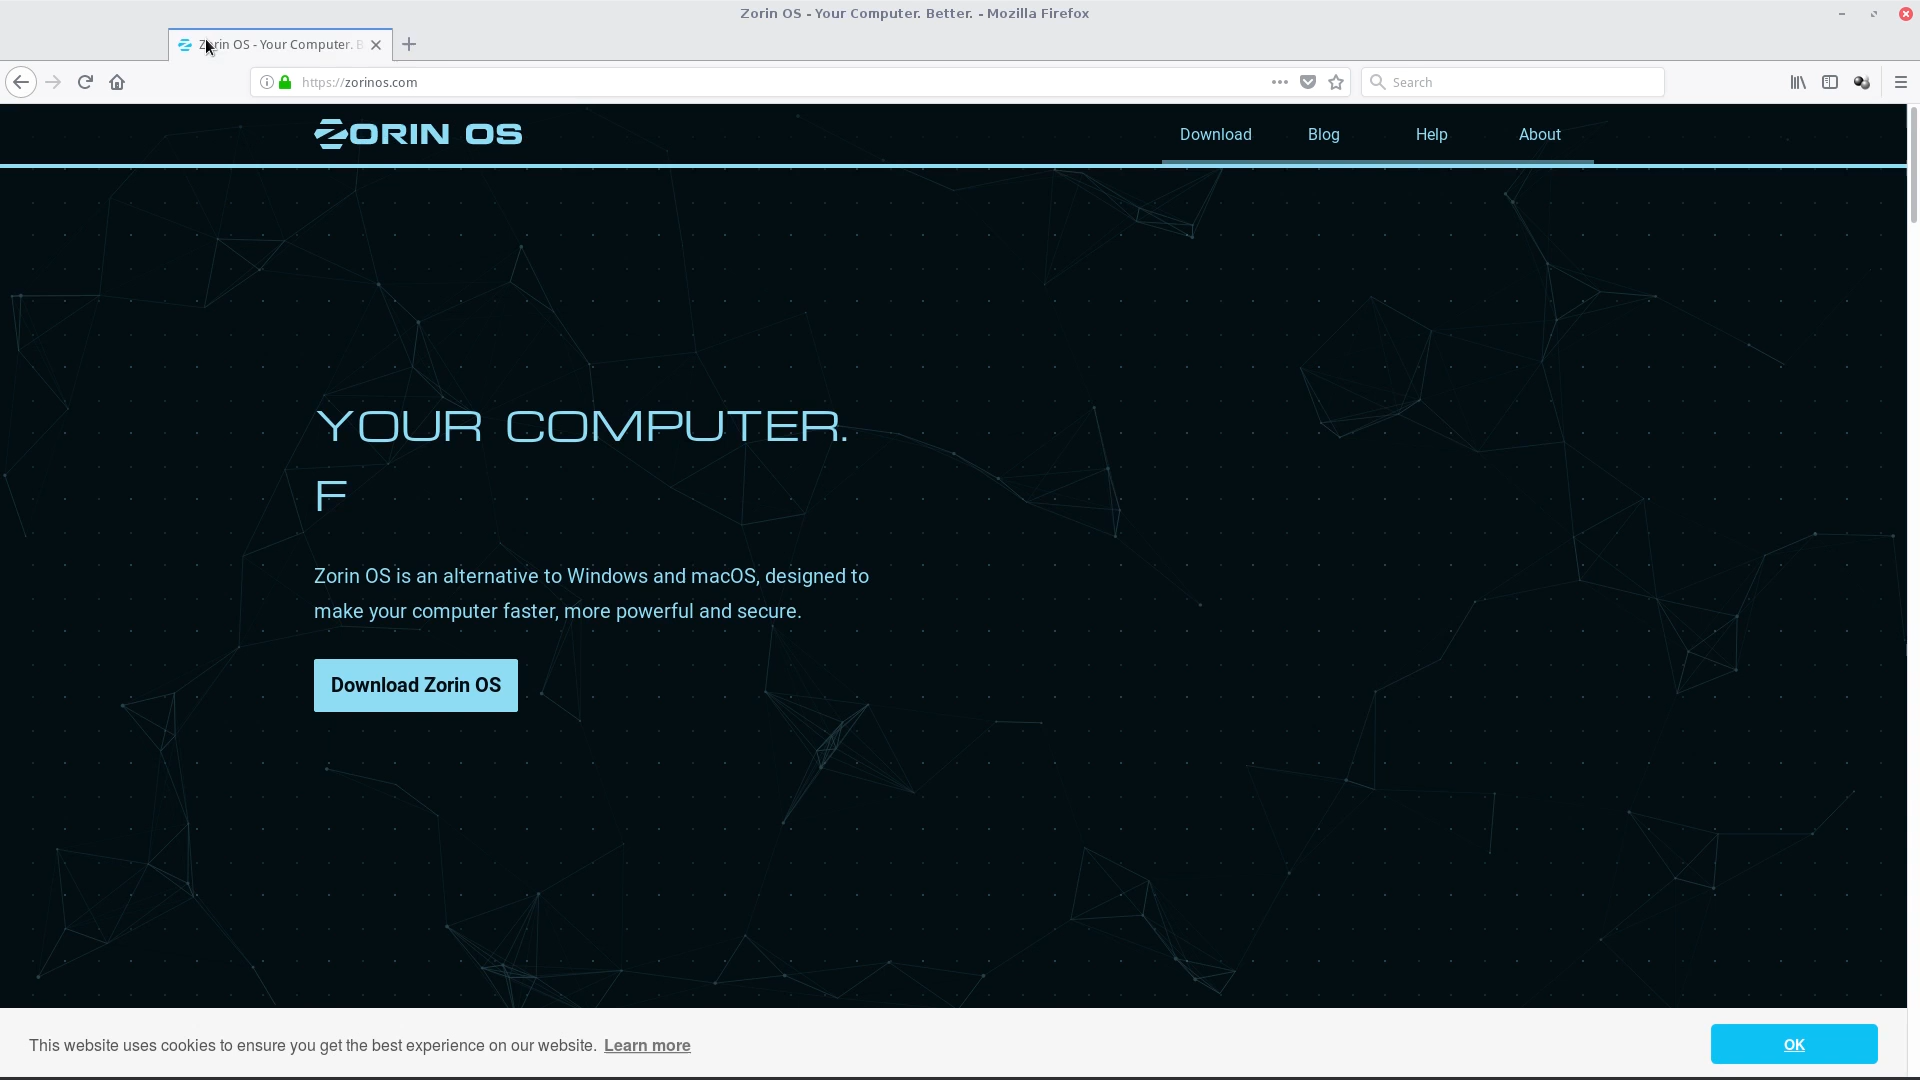 Zorin OS - Your Computer. Better. - Mozilla Firefox
Zorin OS - Your Computer. B
https://zorinos.com
Search
ZORIN OS
Download
Blog
Help
About
YOUR COMPUTER.
F
Zorin OS is an alternative to Windows and macOS, designed to
make your computer faster, more powerful and secure.
Download Zorin OS
This website uses cookies to ensure you get the best experience on our website. Learn more
OK